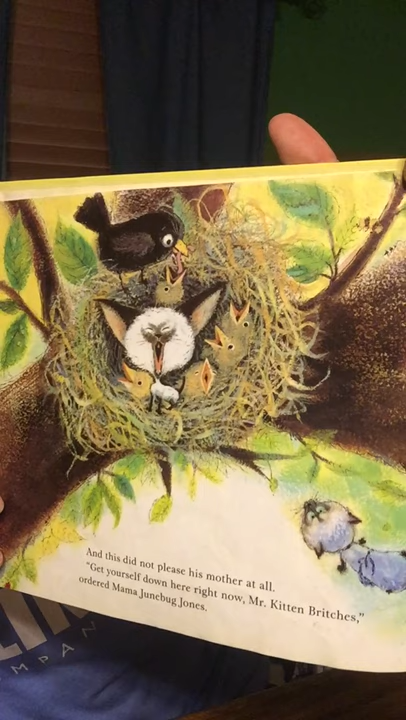 And this did not please his mother at all.
"Get yourself down here right now, Mr. Kitten Britches,"
ordered Mama Junebug Jones.